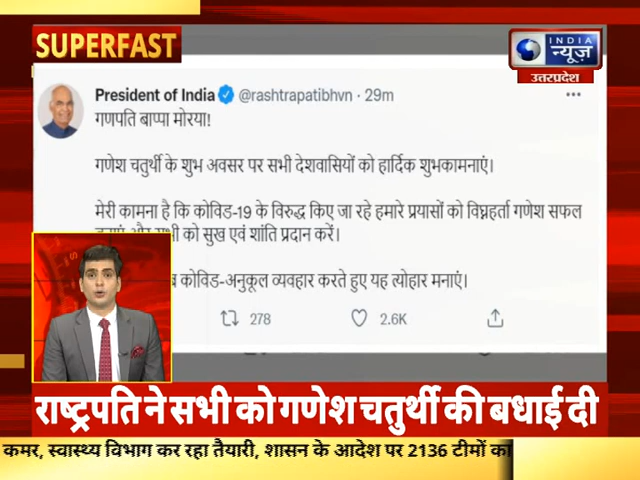 SUPERFAST
INDIA
न्यूज़
उत्तरप्रदेश
President of India @rashtrapatibhvn · 29m
गणपति बाप्पा मोरया!
गणेश चतुर्थी के शुभ अवसर पर सभी देशवासियों को हार्दिक शुभकामनाएं।
मेरी कामना है कि कोविड-19 के विरुद्ध किए जा रहे हमारे प्रयासों को विघ्नहर्ता गणेश सफल
को सुख एवं शांति प्रदान करें।
कोविड-अनुकूल व्यवहार करते हुए यह त्योहार मनाएं।
278 2.6K
राष्ट्रपति ने सभी को गणेश चतुर्थी की बधाई दी
कमर, स्वास्थ्य विभाग कर रहा तैयारी, शासन के आदेश पर 2136 टीमों का